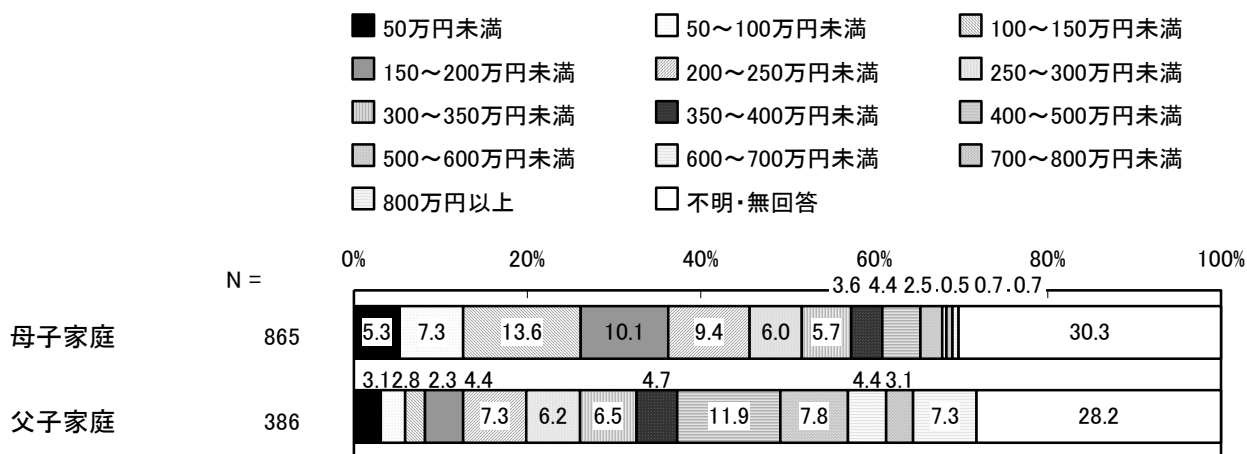 50万円未満 50～100万円未満 100～150万円未満
150～200万円未満 200～250万円未満 250～300万円未満
300～350万円未満 350～400万円未満 400～500万円未満
500～600万円未満 600～700万円未満 700～800万円未満
800万円以上 不明・無回答
0% 20% 40% 60% 80% 100%
N =
3.6 4.4 2.5 0.5 0.7 0.7
母子家庭 865 5.3 7.3 13.6 10.1 9.4 6.0 5.7 30.3
3.1 2.8 2.3 4.4 4.7 4.4 3.1
父子家庭 386 7.3 6.2 6.5 11.9 7.8 7.3 28.2